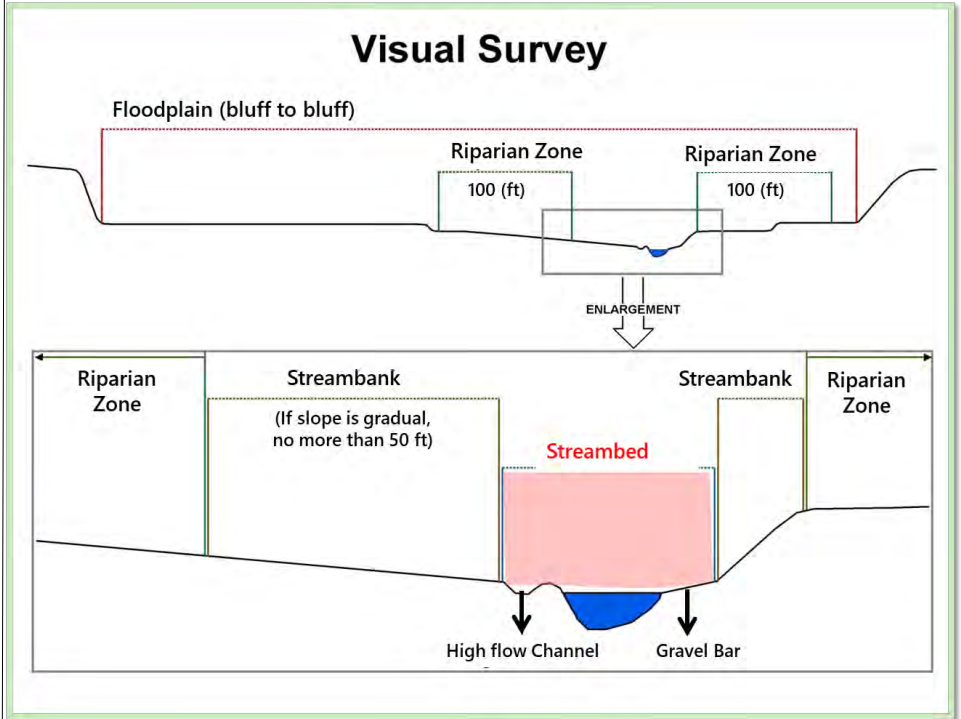 Visual Survey
Floodplain (bluff to bluff)
Riparian Zone
100 (ft)
Riparian Zone
100 (ft)
ENLARGEMENT
Riparian
Zone
Streambank
(If slope is gradual,
no more than 50 ft)
Streambed
Streambank
Riparian
Zone
High flow Channel
Gravel Bar